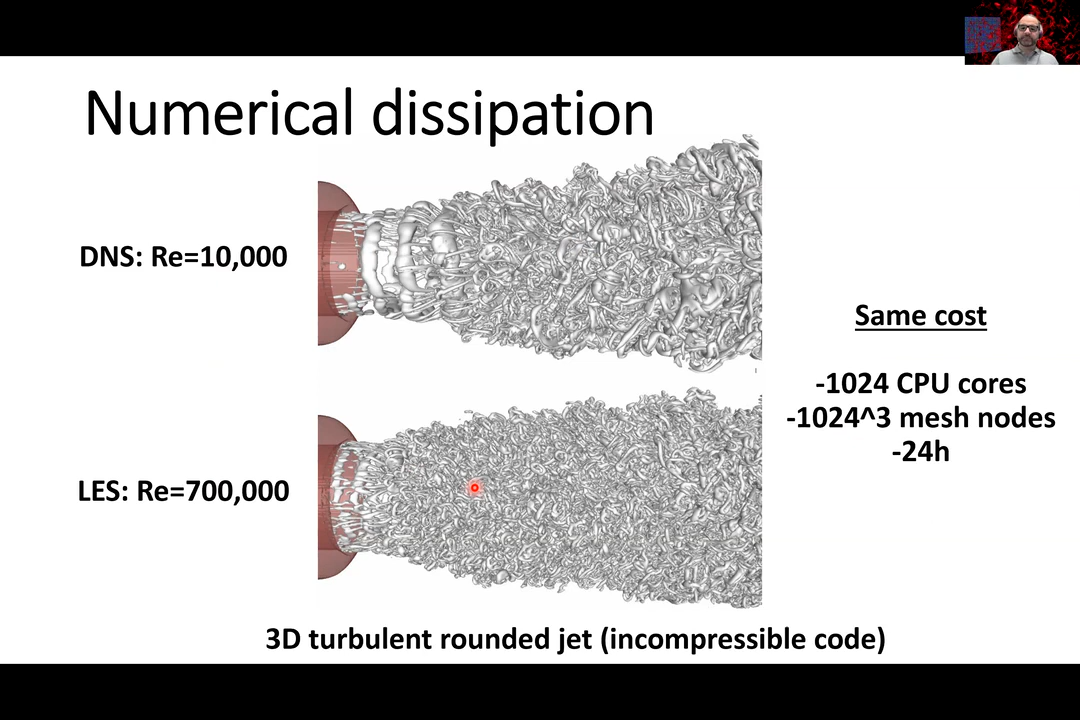 Numerical dissipation
DNS: Re=10,000
Same cost
-1024 CPU cores
-1024^3 mesh nodes
-24h
LES: Re=700,000
3D turbulent rounded jet (incompressible code)